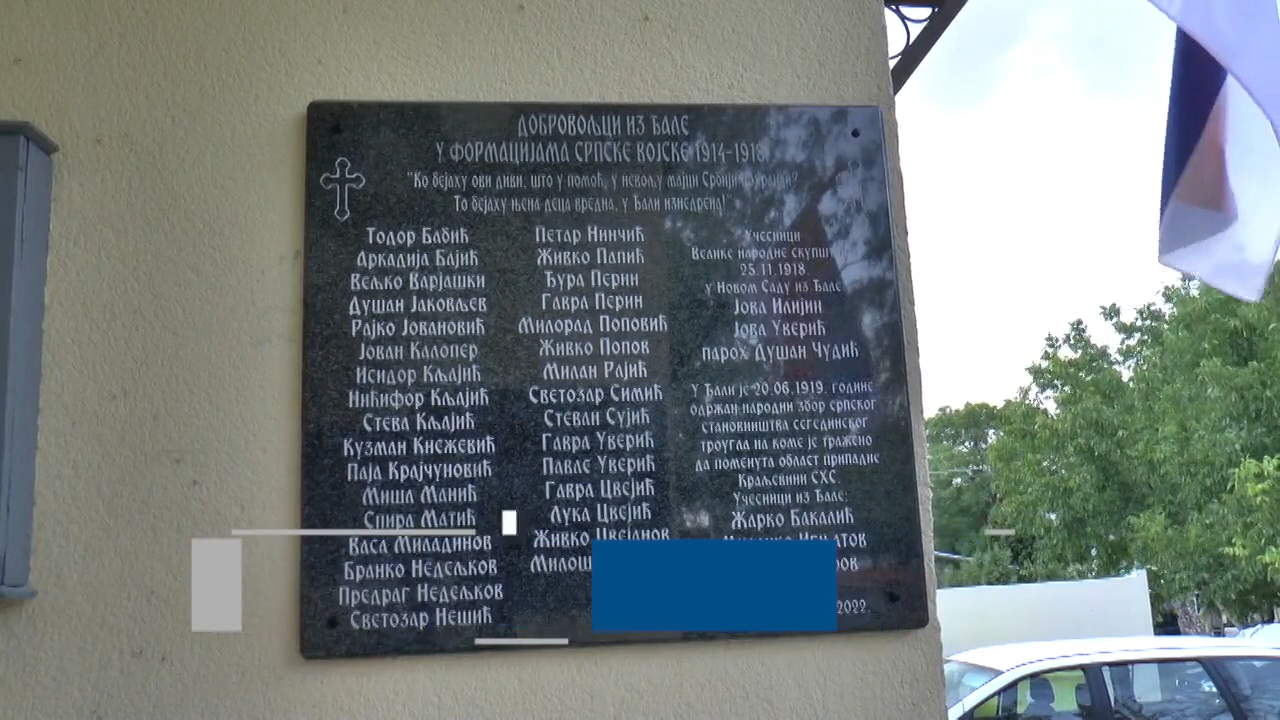 ДОБРОВОЉЦИ ИЗ ЂАЛЕ
У ФОРМАЦИЈАМА СРПСКЕ ВОЈСКЕ 1914-1918.
"Ко бејаху ови диви, што у помоћ, у невољу мајци Србији
То бејаху њена деца вредна, у Ђали изнедрена!"
Тодор Бабић
Аркадија Бајић
Вељко Варјашки
Душан Јаковљев
Рајко Јовановић
Јован Калопер
Исидор Кљајић
Нићифор Кљајић
Стева Кљајић
Кузман Кнежевић
Паја Крајчуновић
Миша Манић
Спира Матић
Васа Миладинов
Бранко Недељков
Предраг Недељков
Светозар Нешић
Петар Нинчић
Живко Папић
Ђура Перин
Гавра Перин
Милорад Поповић
Живко Попов
Милан Рајић
Светозар Симић
Стеван Сујић
Гавра Уверић
Павле Уверић
Гавра Цвејић
Лука Цвејић
Живко Цвејанов
Милош
Учесници
Велике народне скупш
25.11.1918.
у Новом Саду из Ђале
Јова Илијин
Јова Уверић
парох Душан Чудић
У Ђали је 20.06.1919. године
одржан народни збор српског
становништва сегединског
троугла на коме је тражено
да поменута област припадне
Краљевини СХС.
Учесници из Ђале:
Жарко Бакалић
2022.